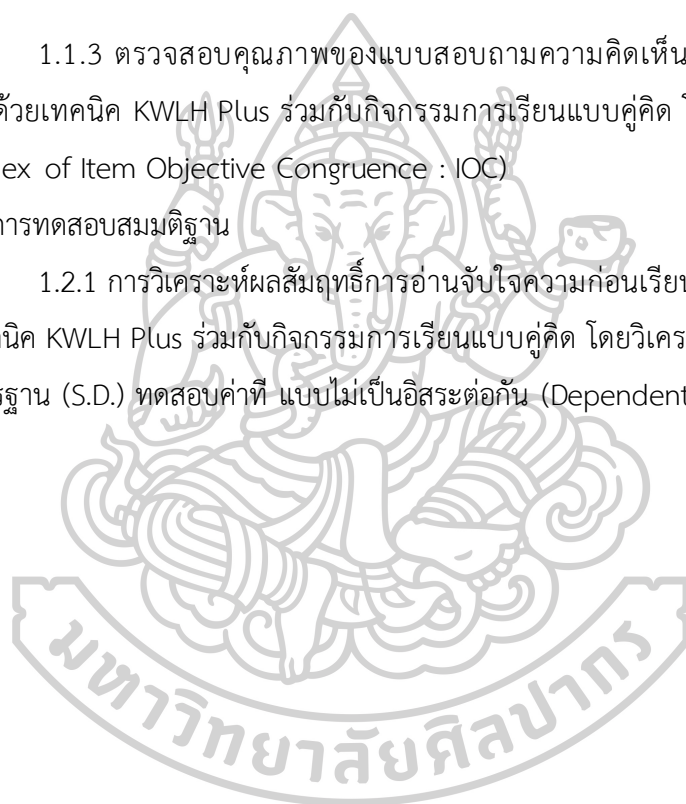 1.1.3 ตรวจสอบคุณภาพของแบบสอบถามความคิดเห็น
ด้วยเทคนิค KWLH Plus ร่วมกับกิจกรรมการเรียนแบบคู่คิด
ex of Item Objective Congruence : IOC)
การทดสอบสมมติฐาน
1.2.1 การวิเคราะห์ผลสัมฤทธิ์การอ่านจับใจความก่อนเรียน
นิค KWLH Plus ร่วมกับกิจกรรมการเรียนแบบคู่คิด โดยวิเคร
รฐาน (S.D.) ทดสอบค่าที แบบไม่เป็นอิสระต่อกัน (Dependent
มหาวิทยาลัยศิลปากร